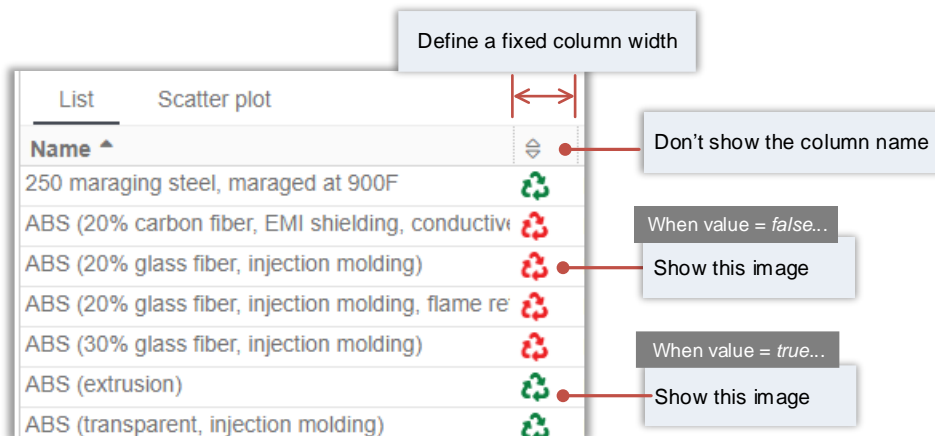 Define a fixed column width
List Scatter plot
Name
Don't show the column name
250 maraging steel, maraged at 900F
ABS (20% carbon fiber, EMI shielding, conductive
When value = false...
ABS (20% glass fiber, injection molding)
Show this image
ABS (20% glass fiber, injection molding, flame re
ABS (30% glass fiber, injection molding)
When value = true...
ABS (extrusion)
Show this image
ABS (transparent, injection molding)